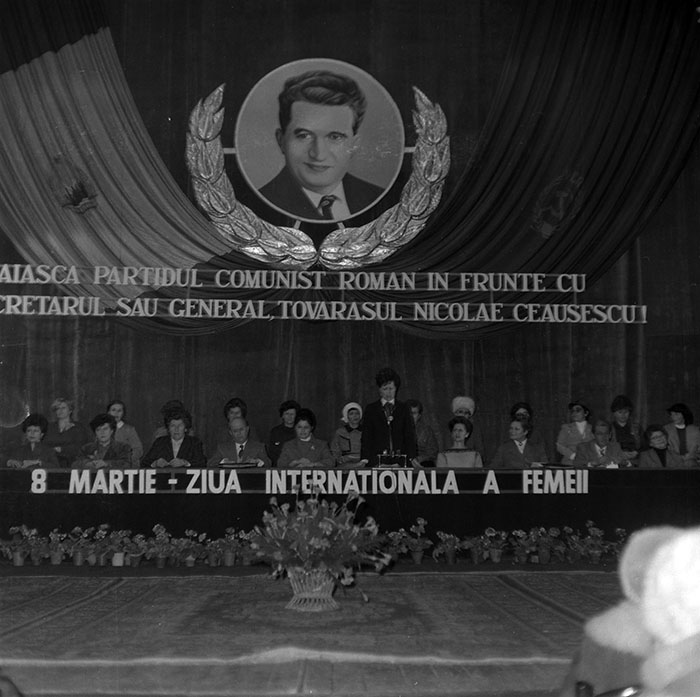 AIASCA PARTIDUL COMUNIST ROMAN IN FRUNTE CU
CRETARUL SAU GENERAL, TOVARASUL NICOLAE CEAUSESCU!
8 MARTIE - ZIUA INTERNATIONALA A FEMEII